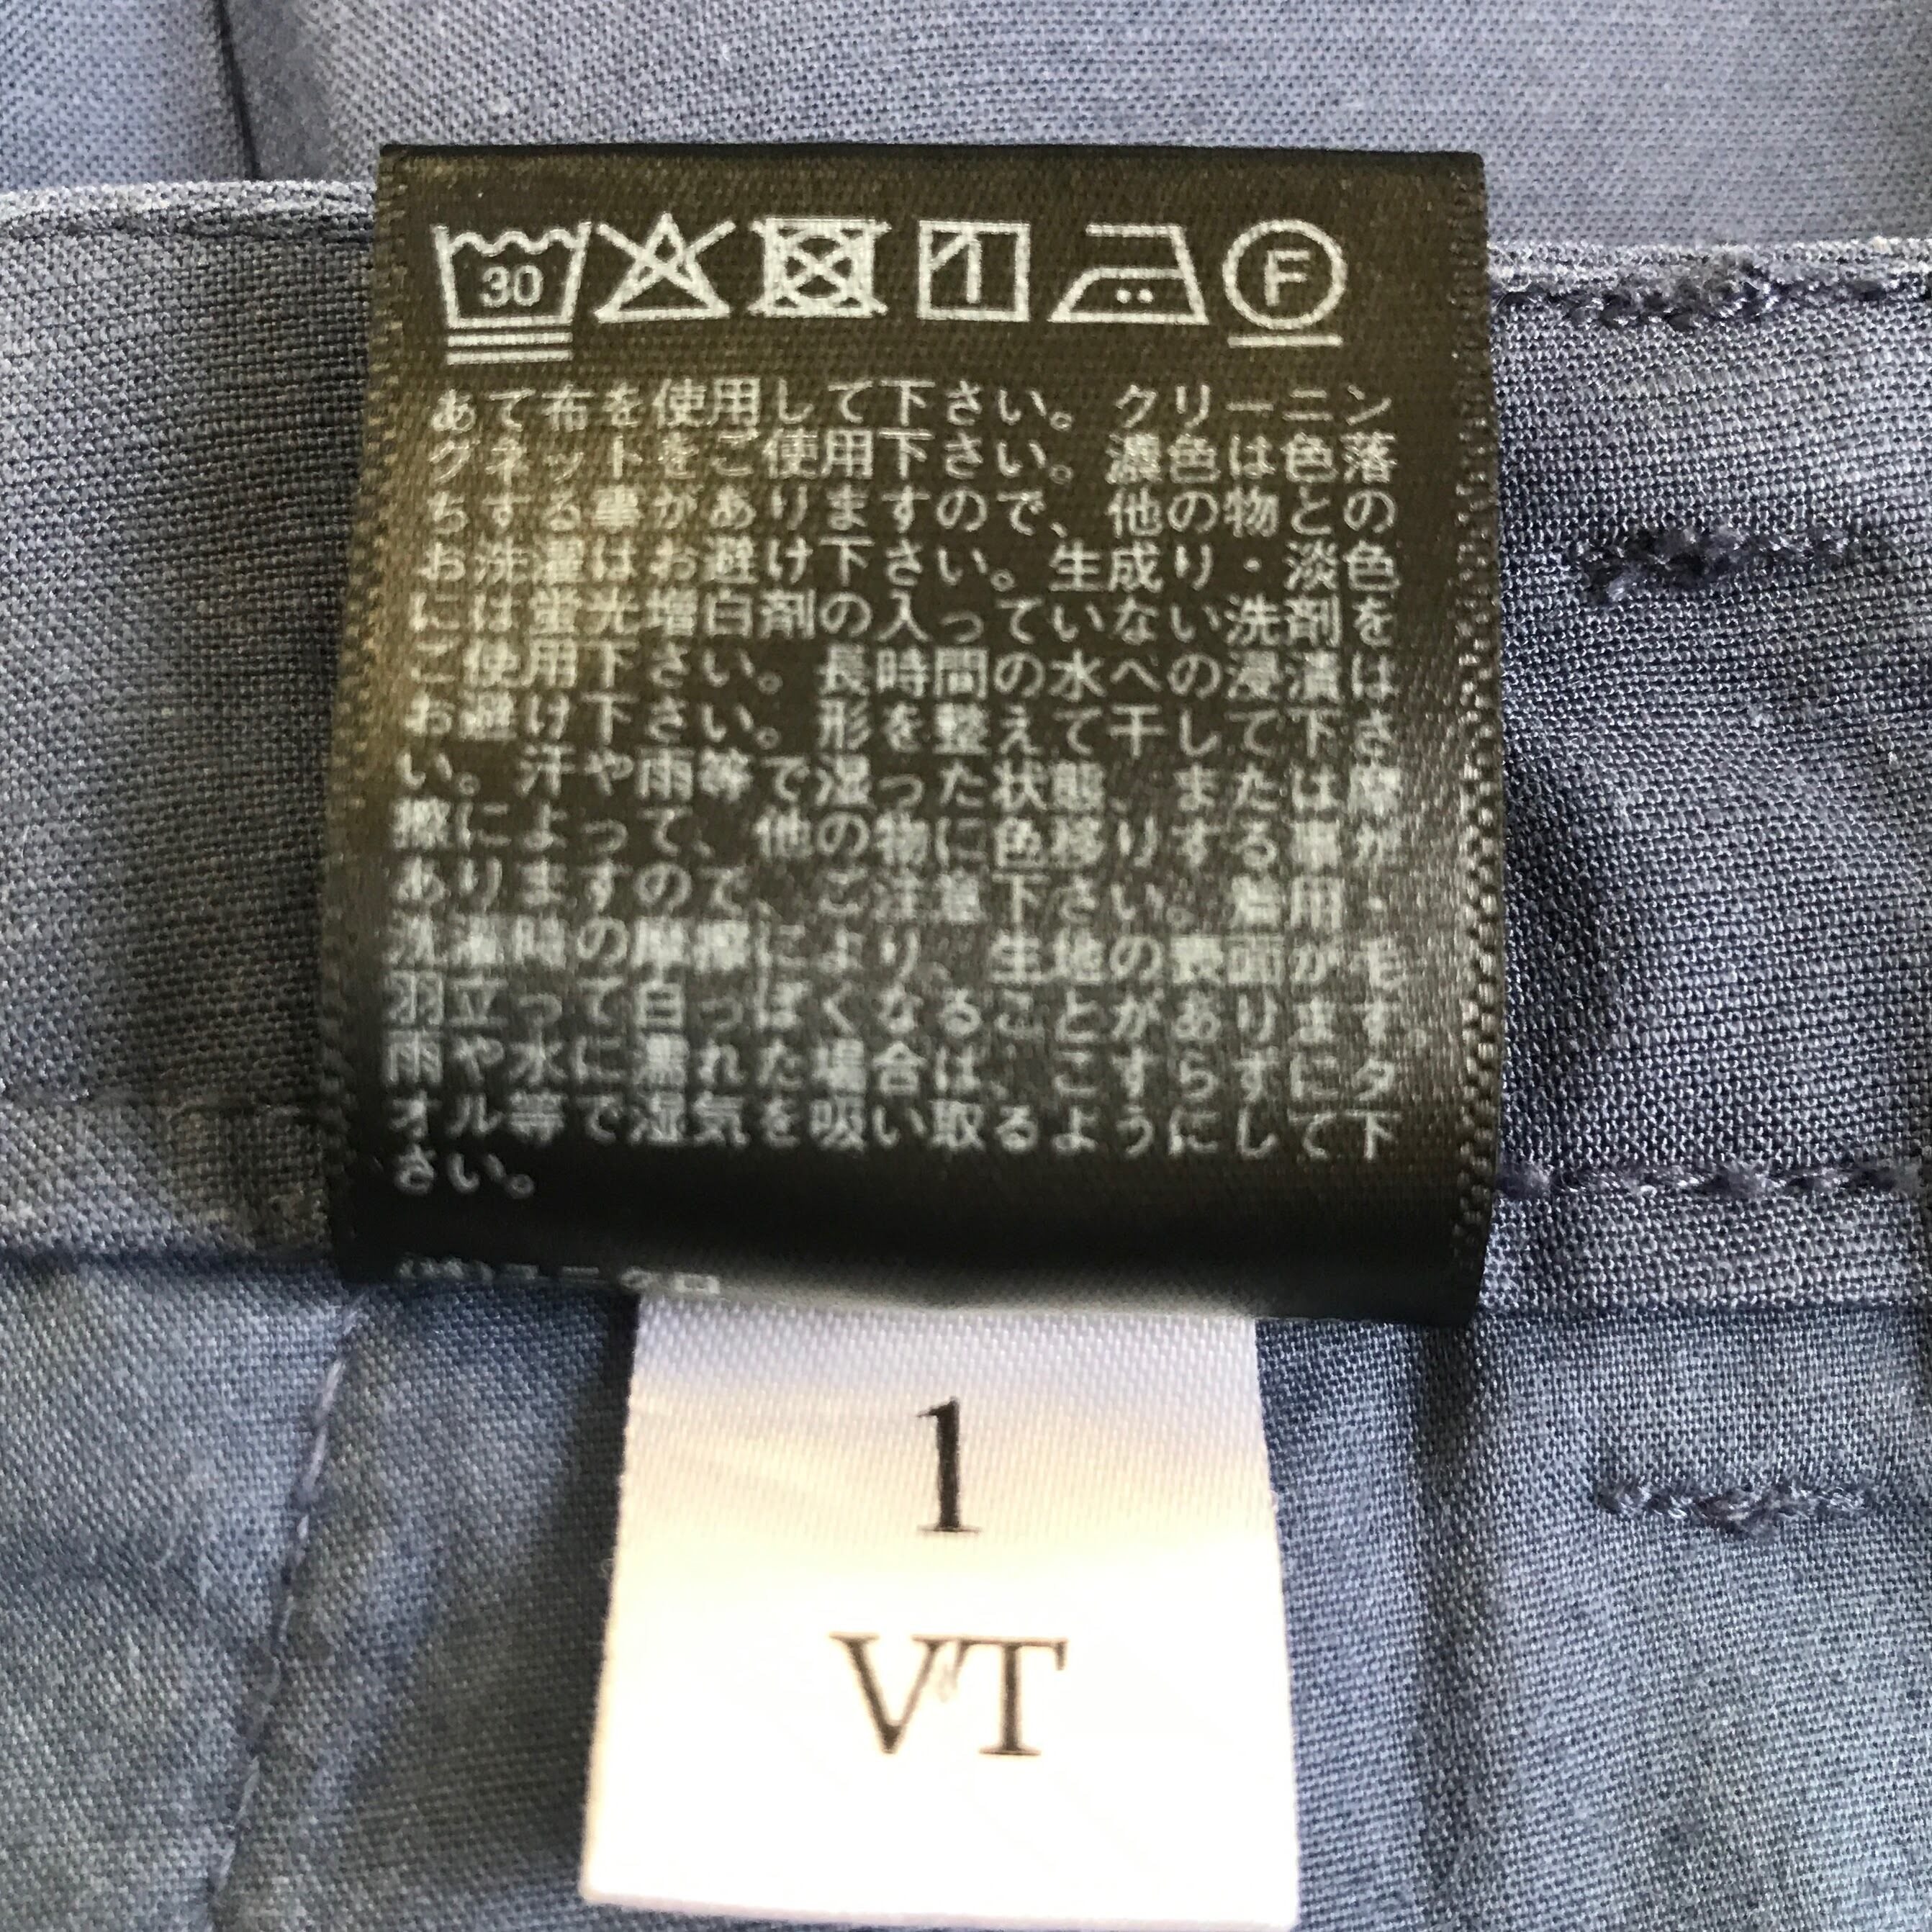 30
F
あて布を使用して下さい。クリーニン
グネットをご使用下さい。濃色は色落
ちする事がありますので、他の物との
お洗濯はお避け下さい。生成り・淡色
には蛍光増白剤の入っていない洗剤を
ご使用下さい。長時間の水への浸漬は
お避け下さい。形を整えて干して下さ
い。汗や雨等で湿った状態、または摩
擦によって、他の物に色移りする事が
ありますので、ご注意下さい。着用・
洗濯時の摩擦により、生地の表面が毛
羽立って白っぽくなることがあります。
雨や水に濡れた場合は、こすらずにタ
オル等で湿気を吸い取るようにして下
さい。
1
VT